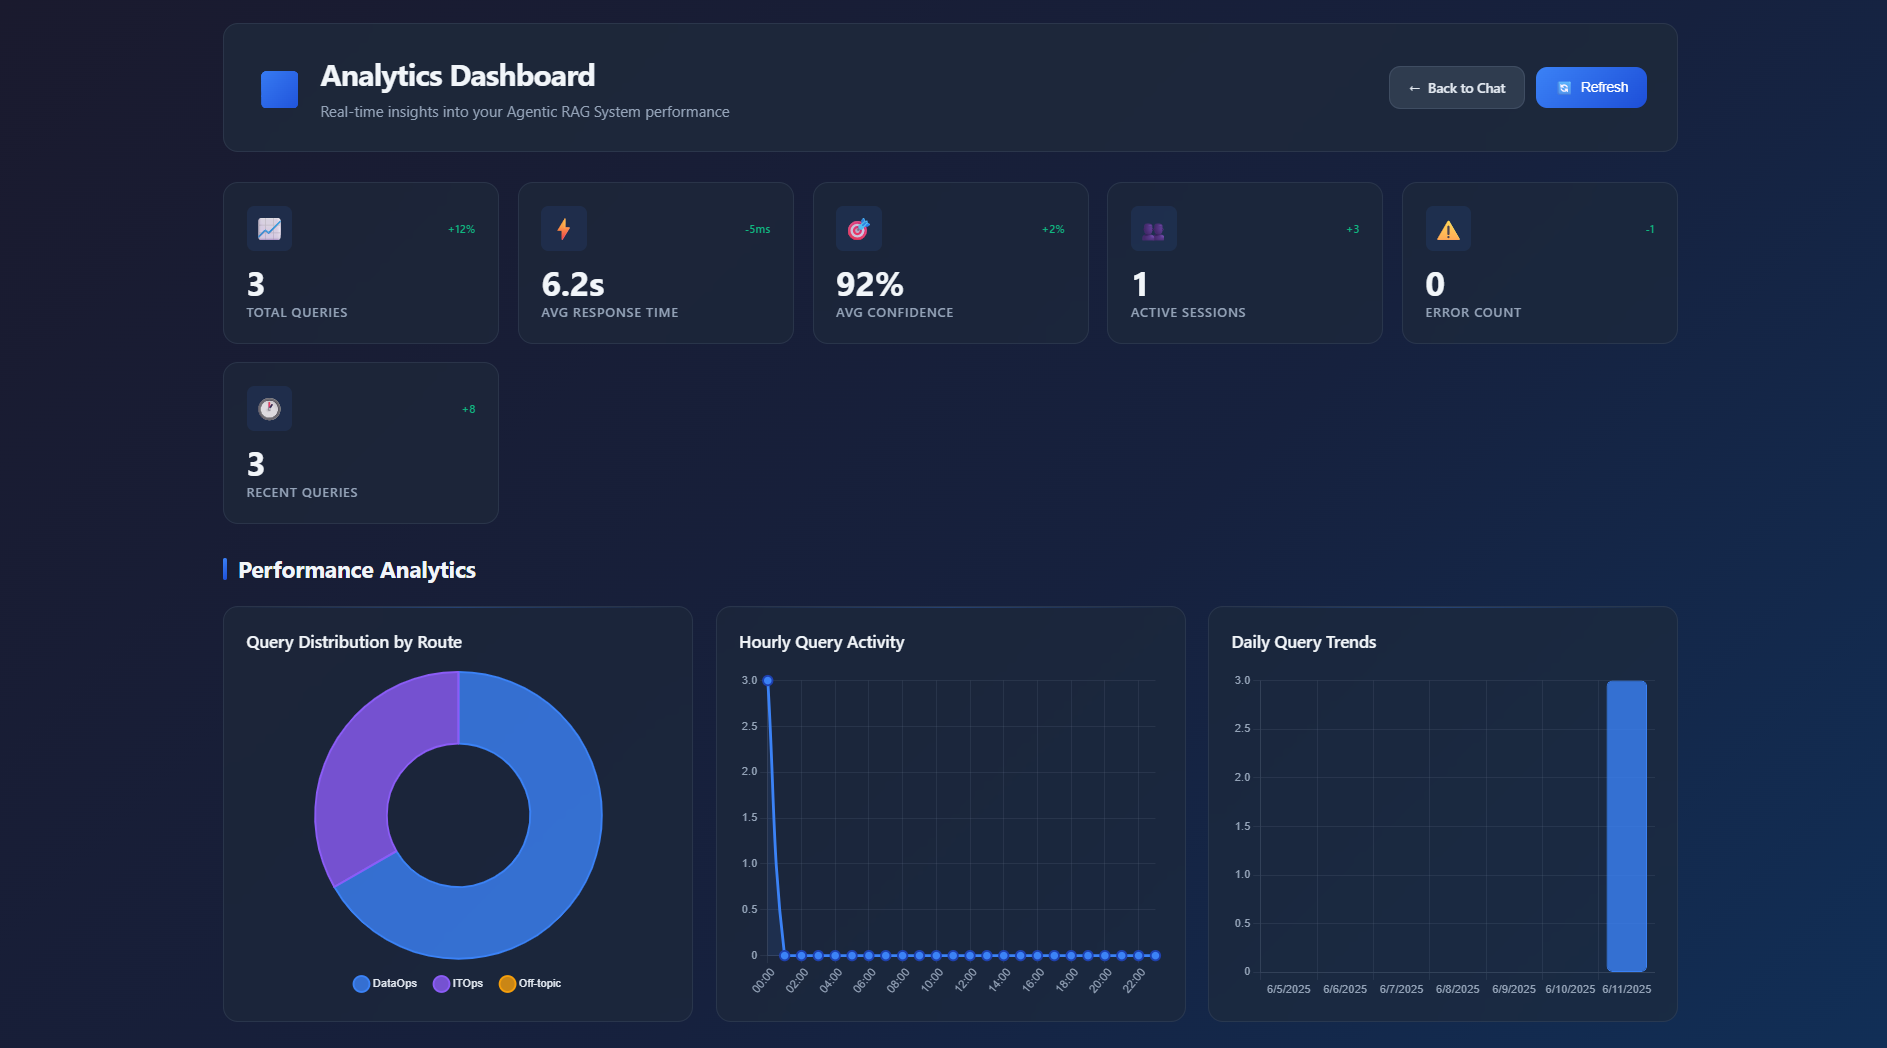 Analytics Dashboard
Real-time insights into your Agentic RAG System performance
← Back to Chat
Refresh
+12%
3
TOTAL QUERIES
-5ms
6.2s
AVG RESPONSE TIME
+2%
92%
AVG CONFIDENCE
+3
1
ACTIVE SESSIONS
-1
0
ERROR COUNT
+8
3
RECENT QUERIES
Performance Analytics
Query Distribution by Route
DataOps ITOps Off-topic
Hourly Query Activity
3.0
2.5
2.0
1.5
1.0
0.5
0
00:00 02:00 04:00 06:00 08:00 10:00 12:00 14:00 16:00 18:00 20:00 22:00
Daily Query Trends
3.0
2.5
2.0
1.5
1.0
0.5
0
6/5/2025 6/6/2025 6/7/2025 6/8/2025 6/9/2025 6/10/2025 6/11/2025